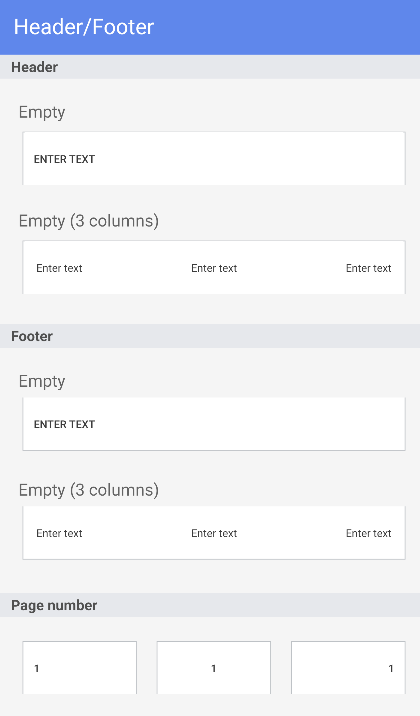 Header/Footer
Header
Empty
ENTER TEXT
Empty (3 columns)
Enter text Enter text Enter text
Footer
Empty
ENTER TEXT
Empty (3 columns)
Enter text Enter text Enter text
Page number
1 1 1